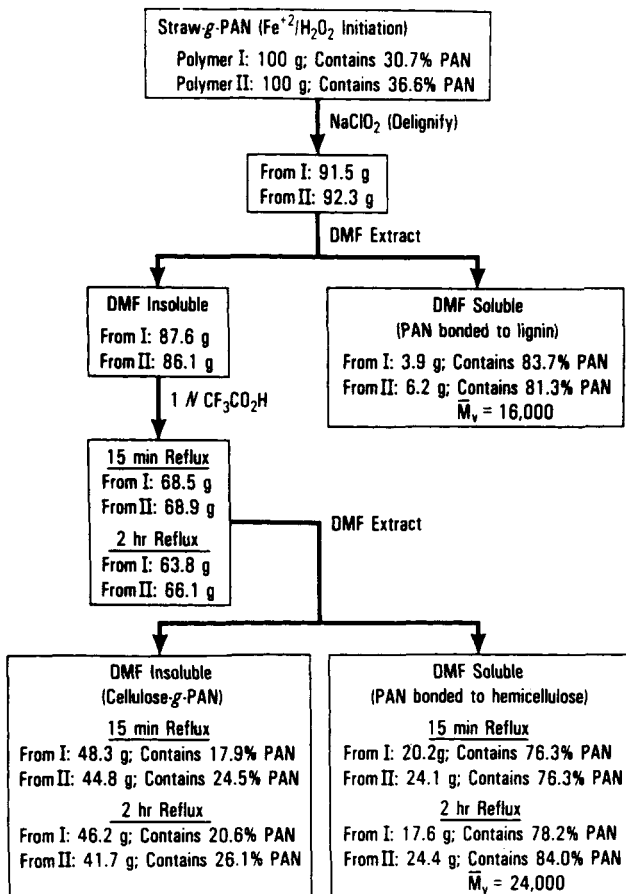 Straw-g-PAN (Fe+2/H2O2 Initiation)
Polymer I: 100 g; Contains 30.7% PAN
Polymer II: 100 g; Contains 36.6% PAN
NaClO2 (Delignify)
From I: 91.5 g
From II: 92.3 g
DMF Extract
DMF Insoluble
From I: 87.6 g
From II: 86.1 g
DMF Soluble
(PAN bonded to lignin)
From I: 3.9 g; Contains 83.7% PAN
From II: 6.2 g; Contains 81.3% PAN
M̅v = 16,000
1 N CF3CO2H
15 min Reflux
From I: 68.5 g
From II: 68.9 g
2 hr Reflux
From I: 63.8 g
From II: 66.1 g
DMF Extract
DMF Insoluble
(Cellulose-g-PAN)
15 min Reflux
From I: 48.3 g; Contains 17.9% PAN
From II: 44.8 g; Contains 24.5% PAN
2 hr Reflux
From I: 46.2 g; Contains 20.6% PAN
From II: 41.7 g; Contains 26.1% PAN
DMF Soluble
(PAN bonded to hemicellulose)
15 min Reflux
From I: 20.2g; Contains 76.3% PAN
From II: 24.1 g; Contains 76.3% PAN
2 hr Reflux
From I: 17.6 g; Contains 78.2% PAN
From II: 24.4 g; Contains 84.0% PAN
M̅v = 24,000